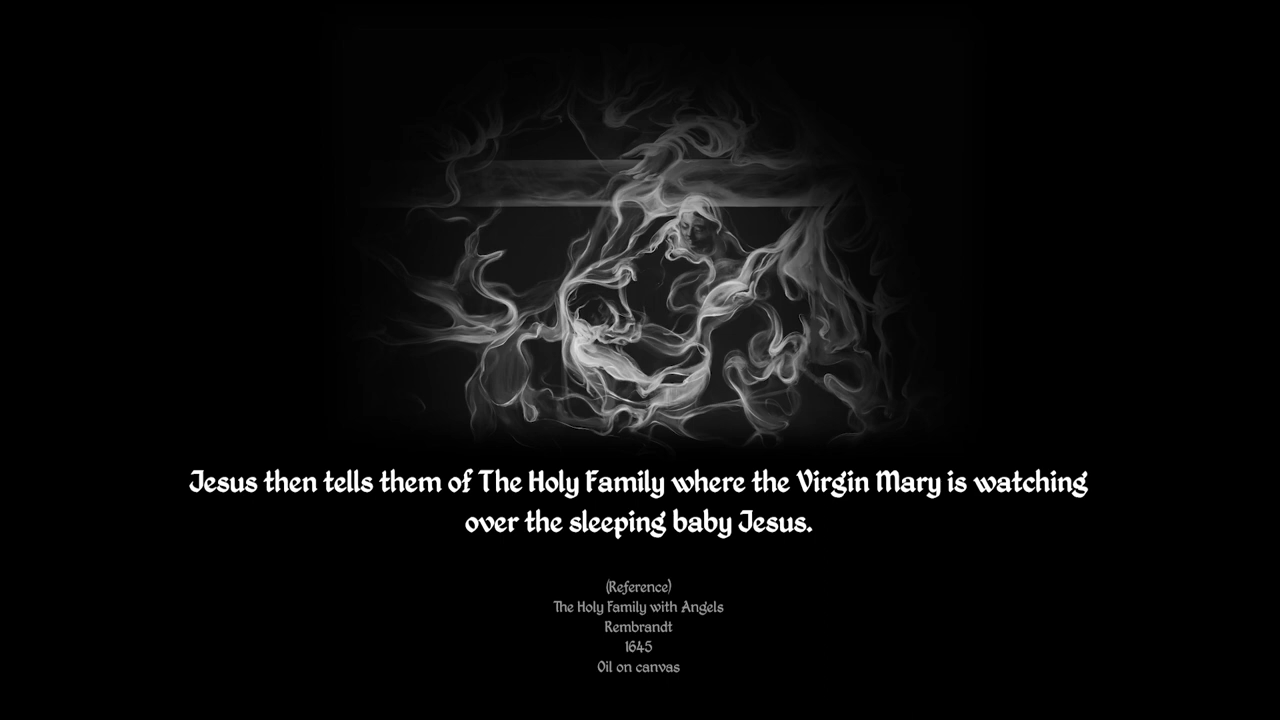 Jesus then tells them of The Holy Family where the Virgin Mary is watching
over the sleeping baby Jesus.
(Reference)
The Holy Family with Angels
Rembrandt
1645
Oil on canvas